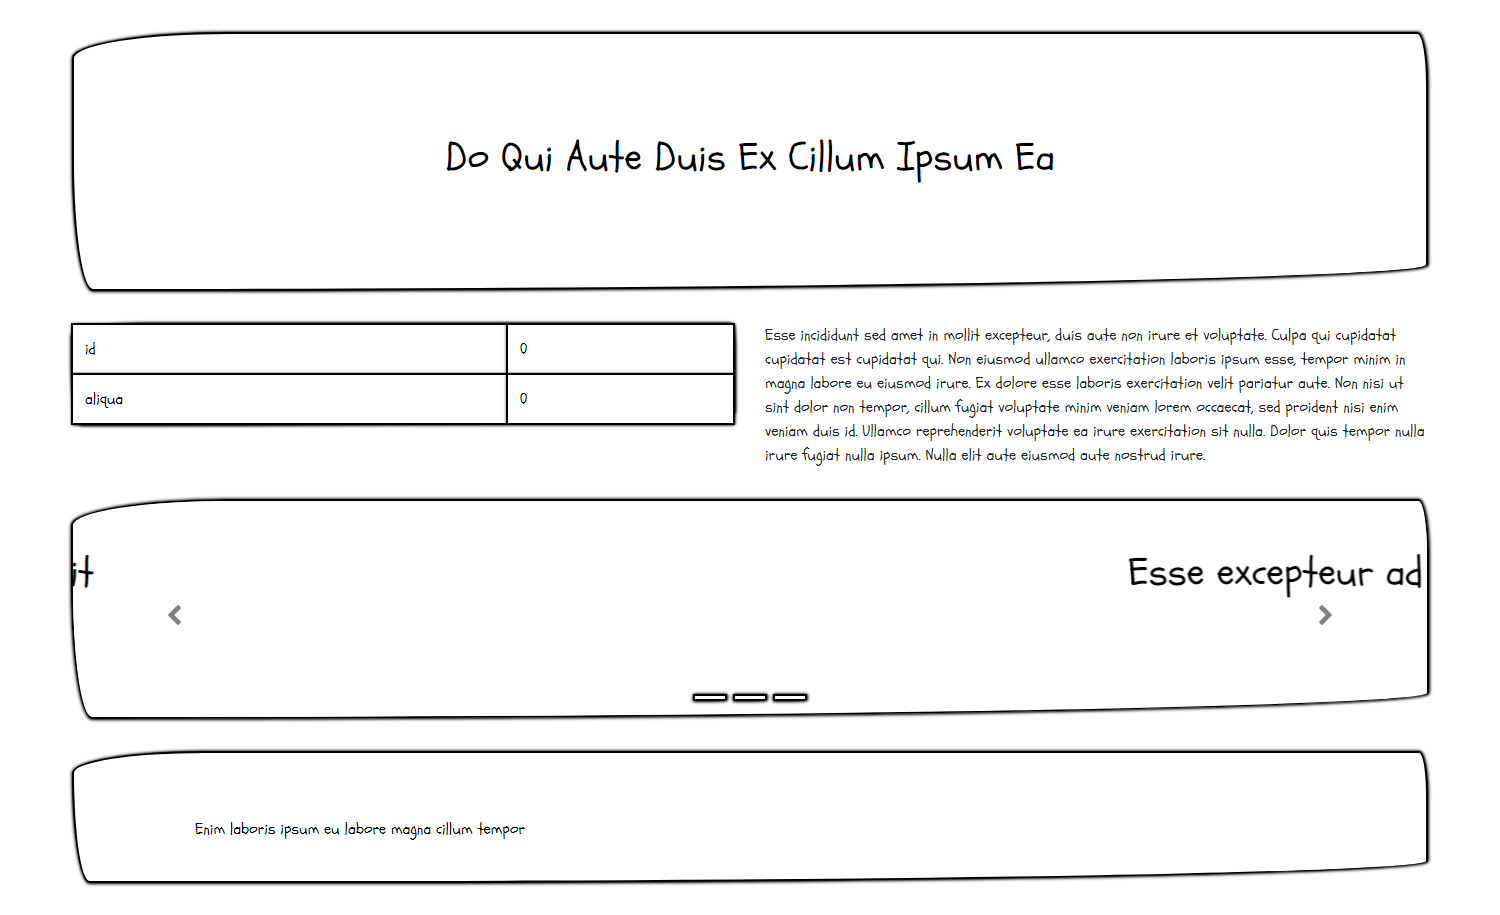 Do Qui Aute Duis Ex Cillum Ipsum Ea
id 0
aliqua 0
Esse incididunt sed amet in mollit excepteur, duis aute non irure et voluptate. Culpa qui cupidatat
cupidatat est cupidatat qui. Non eiusmod ullamco exercitation laboris ipsum esse, tempor minim in
magna labore eu eiusmod irure. Ex dolore esse laboris exercitation velit pariatur aute. Non nisi ut
sint dolor non tempor, cillum fugiat voluptate minim veniam lorem occaecat, sed proident nisi enim
veniam duis id. Ullamco reprehenderit voluptate ea irure exercitation sit nulla. Dolor quis tempor nulla
irure fugiat nulla ipsum. Nulla elit aute eiusmod aute nostrud irure.
it Esse excepteur ad
Enim laboris ipsum eu labore magna cillum tempor